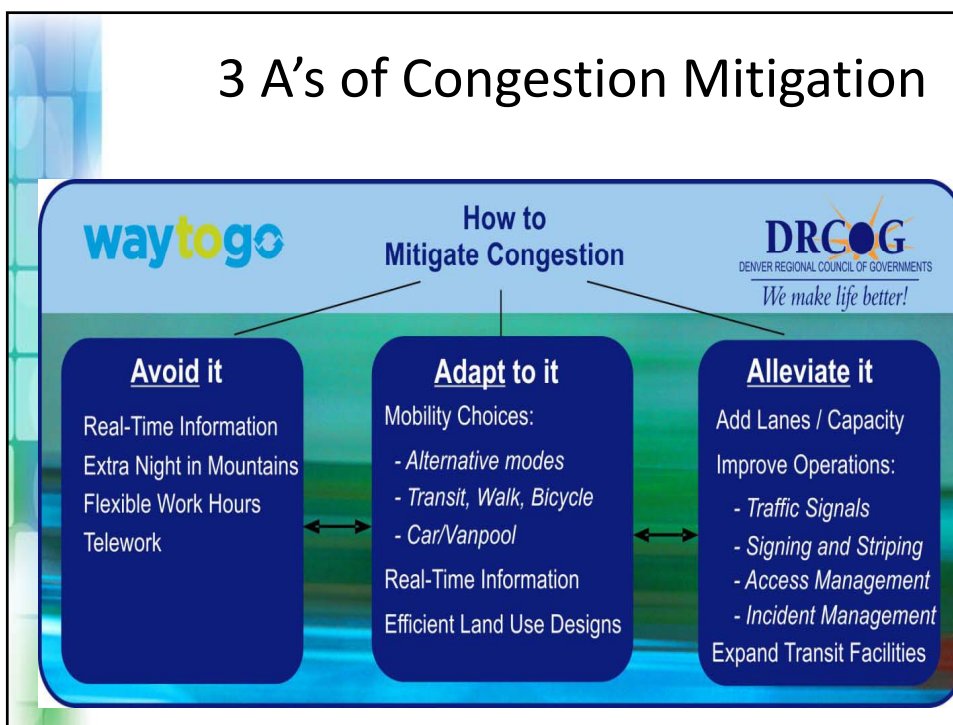 3 A's of Congestion Mitigation
waytogo
How to
Mitigate Congestion
DRCOG
DENVER REGIONAL COUNCIL OF GOVERNMENTS
We make life better!
Avoid it
Real-Time Information
Extra Night in Mountains
Flexible Work Hours
Telework
Adapt to it
Mobility Choices:
- Alternative modes
- Transit, Walk, Bicycle
- Car/Vanpool
Real-Time Information
Efficient Land Use Designs
Alleviate it
Add Lanes / Capacity
Improve Operations:
- Traffic Signals
- Signing and Striping
- Access Management
- Incident Management
Expand Transit Facilities